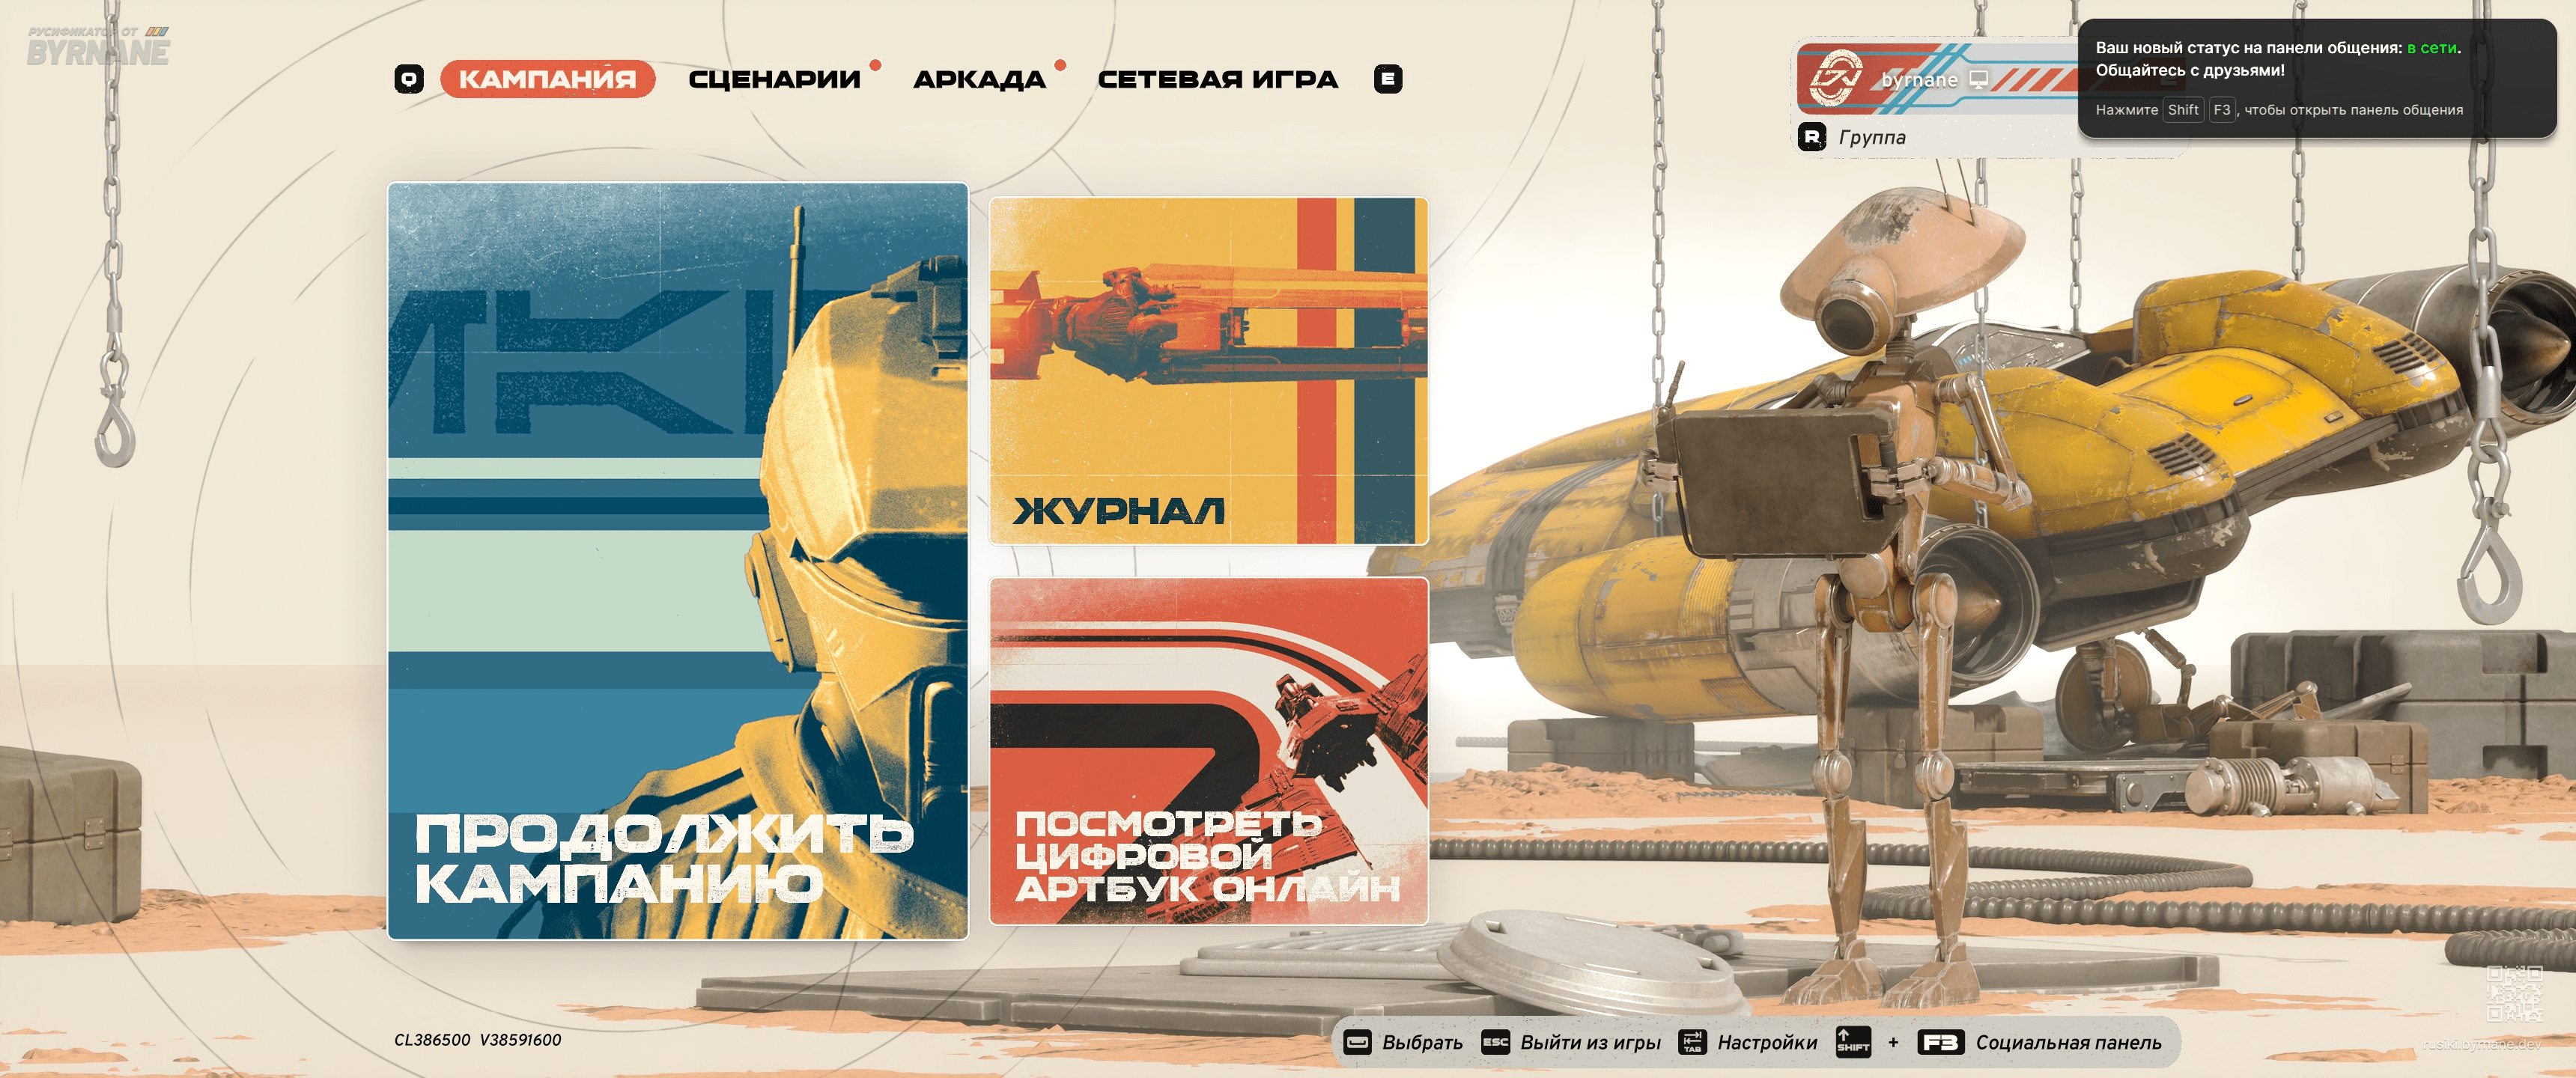 РУСИФИКАТОР ОТ
BYRNANE
Q КАМПАНИЯ СЦЕНАРИИ АРКАДА СЕТЕВАЯ ИГРА E
byrnane
R Группа
Ваш новый статус на панели общения: в сети.
Общайтесь с друзьями!
Нажмите Shift F3, чтобы открыть панель общения
ПРОДОЛЖИТЬ
КАМПАНИЮ
ЖУРНАЛ
ПОСМОТРЕТЬ
ЦИФРОВОЙ
АРТБУК ОНЛАЙН
CL386500 V38591600
Выбрать ESC Выйти из игры TAB Настройки SHIFT + F3 Социальная панель
rusiki.byrnane.dev